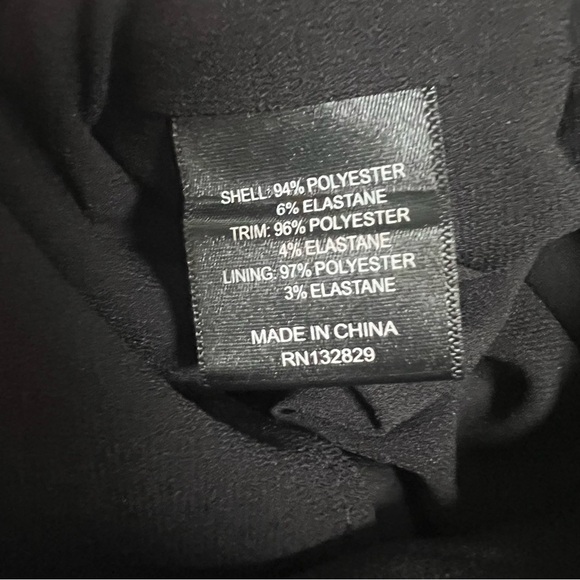 SHELL: 94% POLYESTER
6% ELASTANE
TRIM: 96% POLYESTER
4% ELASTANE
LINING: 97% POLYESTER
3% ELASTANE
MADE IN CHINA
RN132829